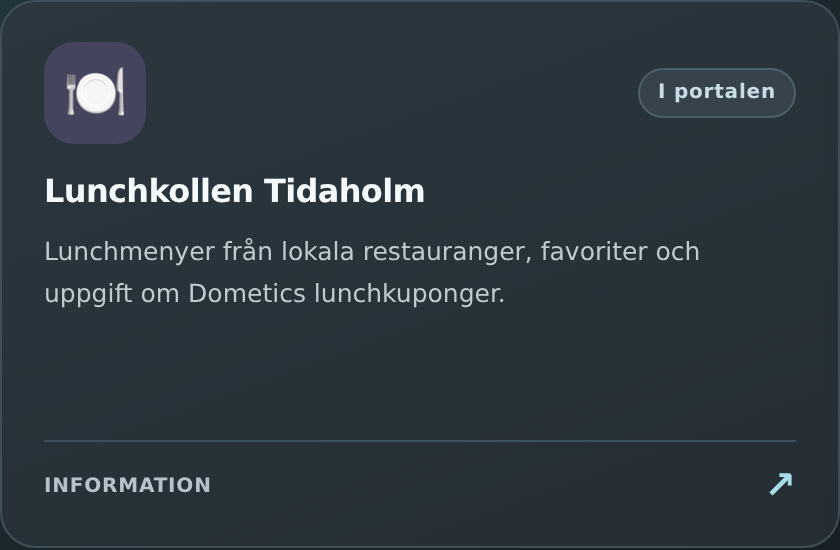 I portalen
Lunchkollen Tidaholm
Lunchmenyer från lokala restauranger, favoriter och
uppgift om Dometics lunchkuponger.
INFORMATION